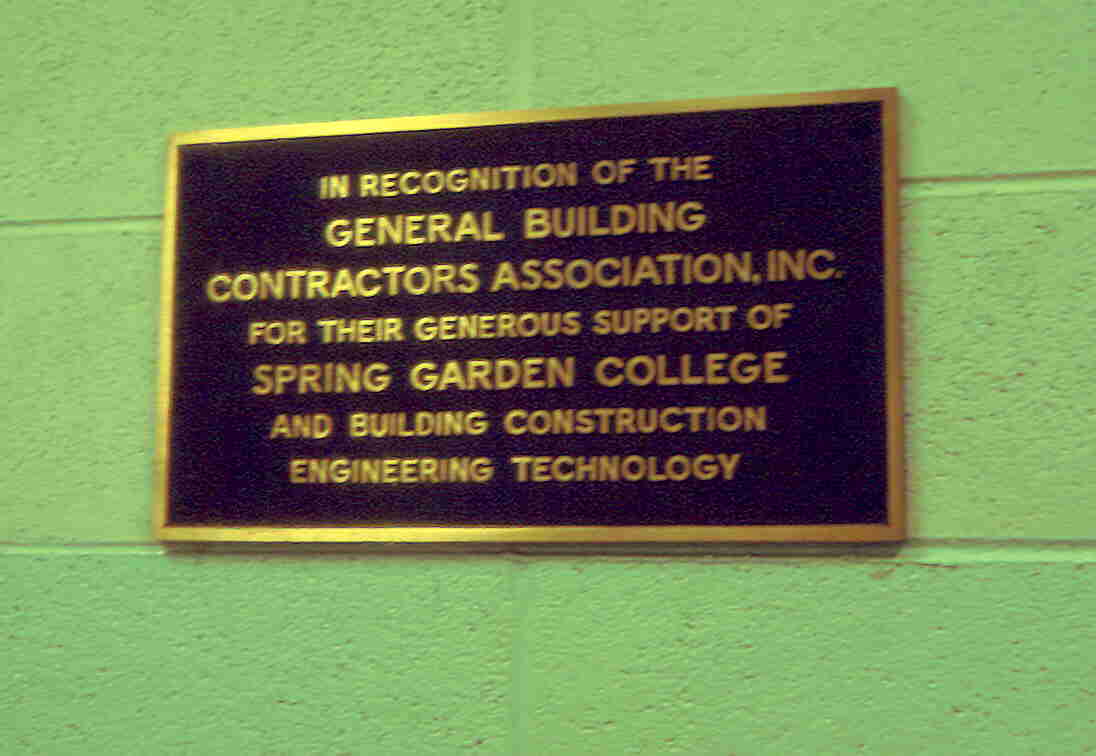 IN RECOGNITION OF THE
GENERAL BUILDING
CONTRACTORS ASSOCIATION, INC.
FOR THEIR GENEROUS SUPPORT OF
SPRING GARDEN COLLEGE
AND BUILDING CONSTRUCTION
ENGINEERING TECHNOLOGY